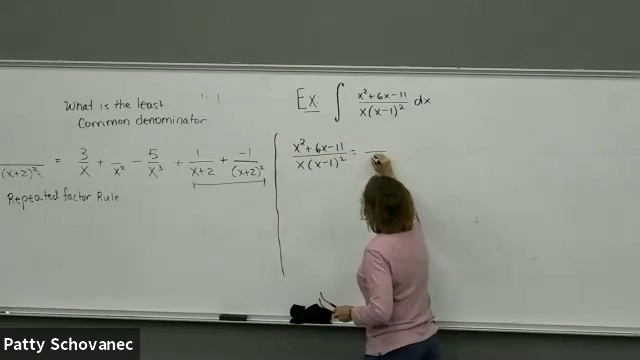 What is the least
Common denominator
/(x+2)² = 3/x + /x² - 5/x³ + 1/(x+2) + -1/(x+2)²
Repeated factor Rule
Ex: ∫ (x²+6x-11)/(x(x-1)²) dx
(x²+6x-11)/(x(x-1)²) =
Patty Schovanec